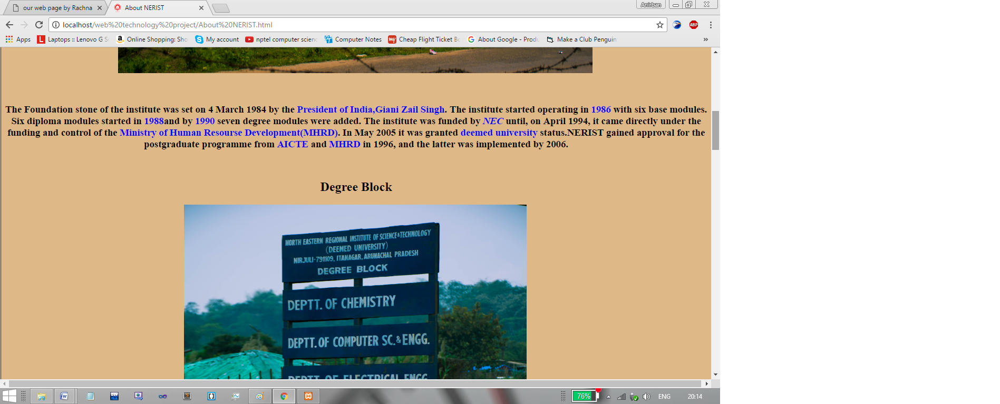 our web page by Rachna
About NERIST
Anirban
localhost/web%20technology%20project/About%20NERIST.html
ABP
Apps
L Laptops :: Lenovo G S
a Online Shopping: Sho
S My account
nptel computer scienc
Computer Notes
my Cheap Flight Ticket Bo
G About Google - Produ
Make a Club Penguin
The Foundation stone of the institute was set on 4 March 1984 by the President of India,Giani Zail Singh. The institute started operating in 1986 with six base modules.
Six diploma modules started in 1988and by 1990 seven degree modules were added. The institute was funded by NEC until, on April 1994, it came directly under the
funding and control of the Ministry of Human Resourse Development(MHRD). In May 2005 it was granted deemed university status.NERIST gained approval for the
postgraduate programme from AICTE and MHRD in 1996, and the latter was implemented by 2006.
Degree Block
NORTH EASTERN REGIONAL INSTITUTE OF SCIENCE & TECHNOLOGY
(DEEMED UNIVERSITY)
NIRJULI-791109, ITANAGAR, ARUNACHAL PRADESH
DEGREE BLOCK
DEPTT. OF CHEMISTRY
DEPTT. OF COMPUTER SC. & ENGG.
DEPTT. OF ELECTRICAL ENGG
76%
ENG
20:14